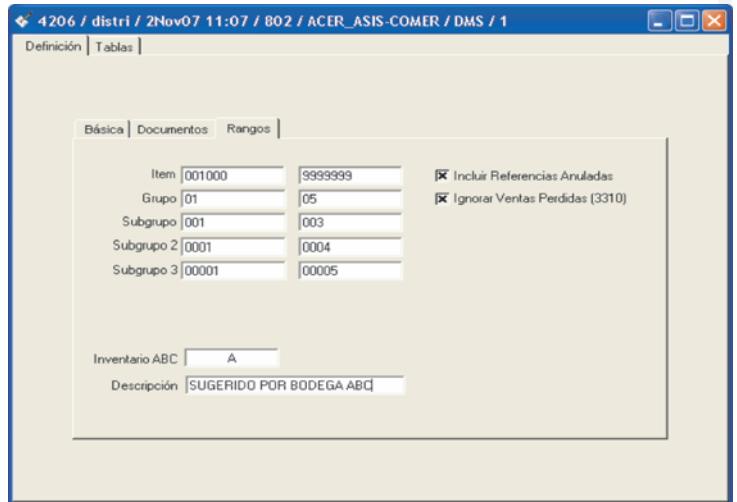 4206 / distri / 2Nov07 11:07 / 802 / ACER_ASIS-COMER / DMS / 1
Definición Tablas
Básica Documentos Rangos
Item 001000 9999999 Incluir Referencias Anuladas
Grupo 01 05 Ignorar Ventas Perdidas (3310)
Subgrupo 001 003
Subgrupo 2 0001 0004
Subgrupo 3 00001 00005
Inventario ABC A
Descripción SUGERIDO POR BODEGA ABC